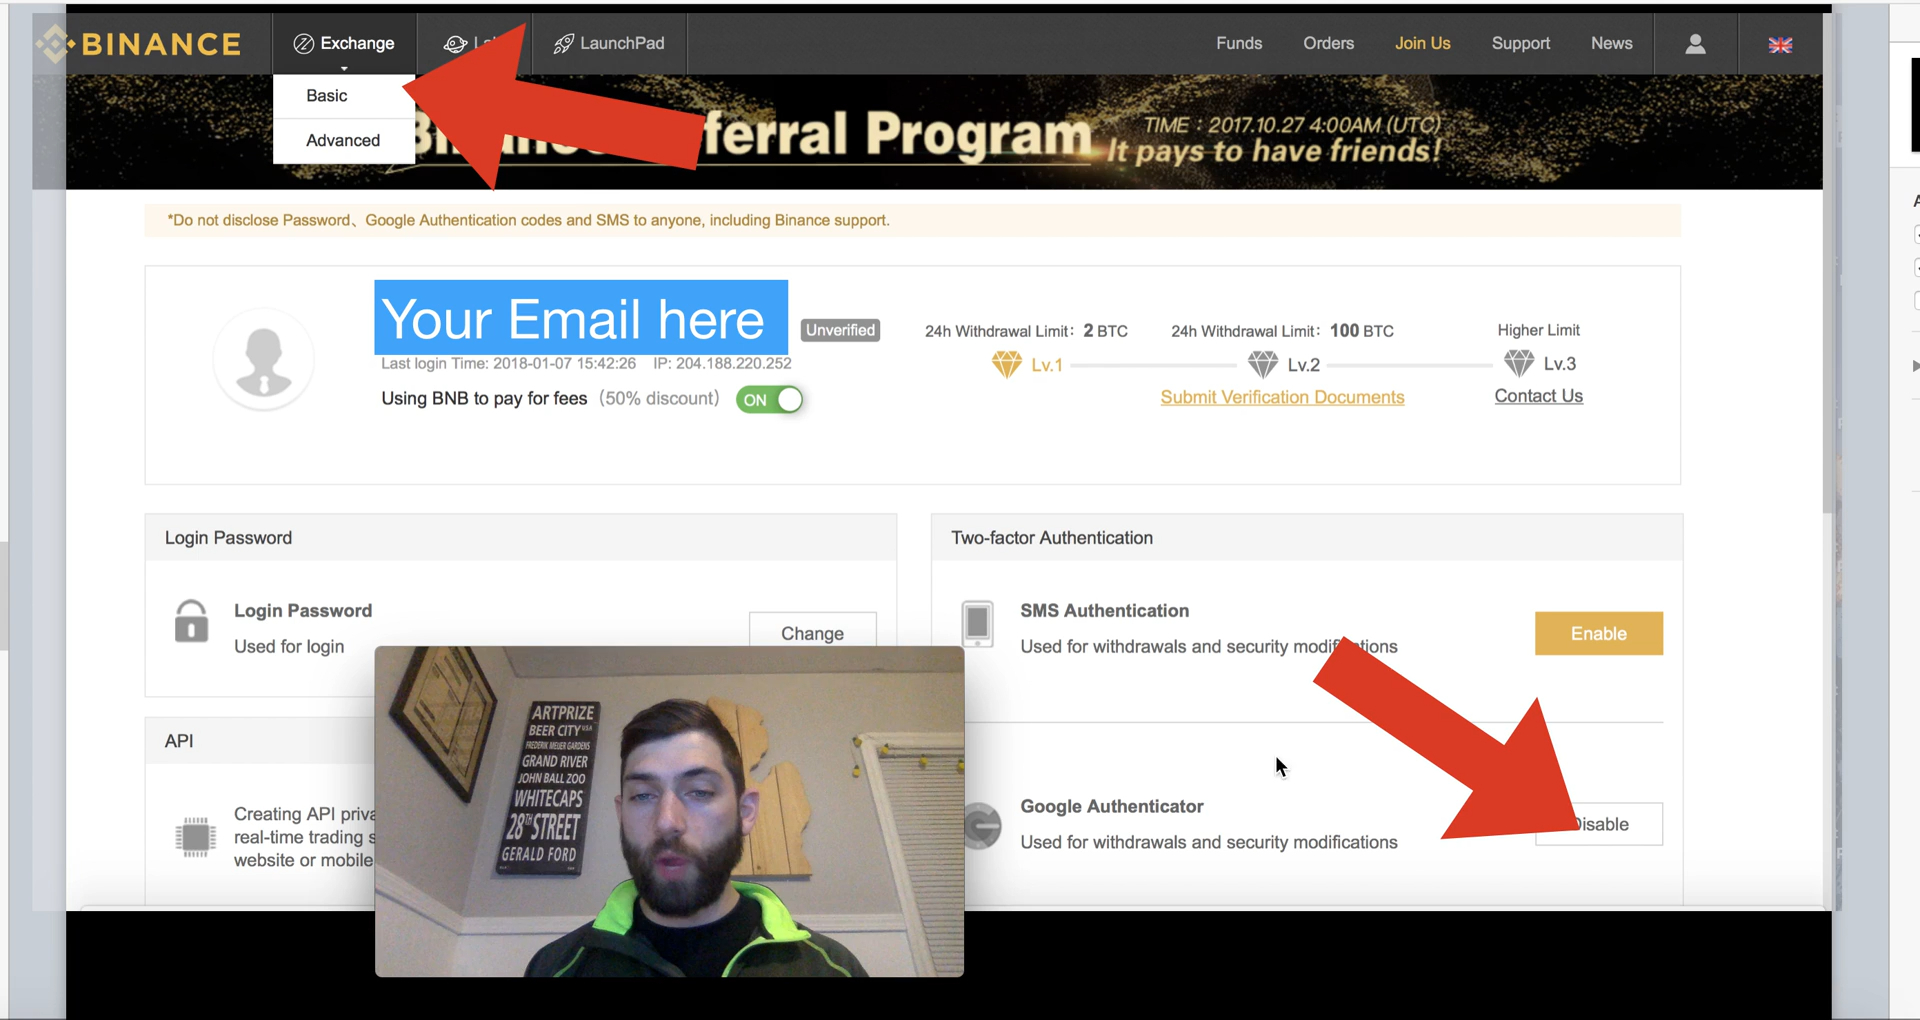 BINANCE
Exchange
LaunchPad
Funds
Orders
Join Us
Support
News
Basic
Advanced
ferral Program
TIME : 2017.10.27 4:00AM (UTC)
It pays to have friends!
*Do not disclose Password、Google Authentication codes and SMS to anyone, including Binance support.
Your Email here
Unverified
Last login Time: 2018-01-07 15:42:26 IP: 204.188.220.252
Using BNB to pay for fees (50% discount) ON
24h Withdrawal Limit: 2 BTC
24h Withdrawal Limit: 100 BTC
Higher Limit
Lv.1
Lv.2
Lv.3
Submit Verification Documents
Contact Us
Login Password
Login Password
Used for login
Change
Two-factor Authentication
SMS Authentication
Used for withdrawals and security modifications
Enable
API
Creating API priva
real-time trading s
website or mobile
Google Authenticator
Used for withdrawals and security modifications
Disable
ARTPRIZE
BEER CITY USA
FREDERIK MEIJER GARDENS
GRAND RIVER
JOHN BALL ZOO
WHITECAPS
28TH STREET
GERALD FORD